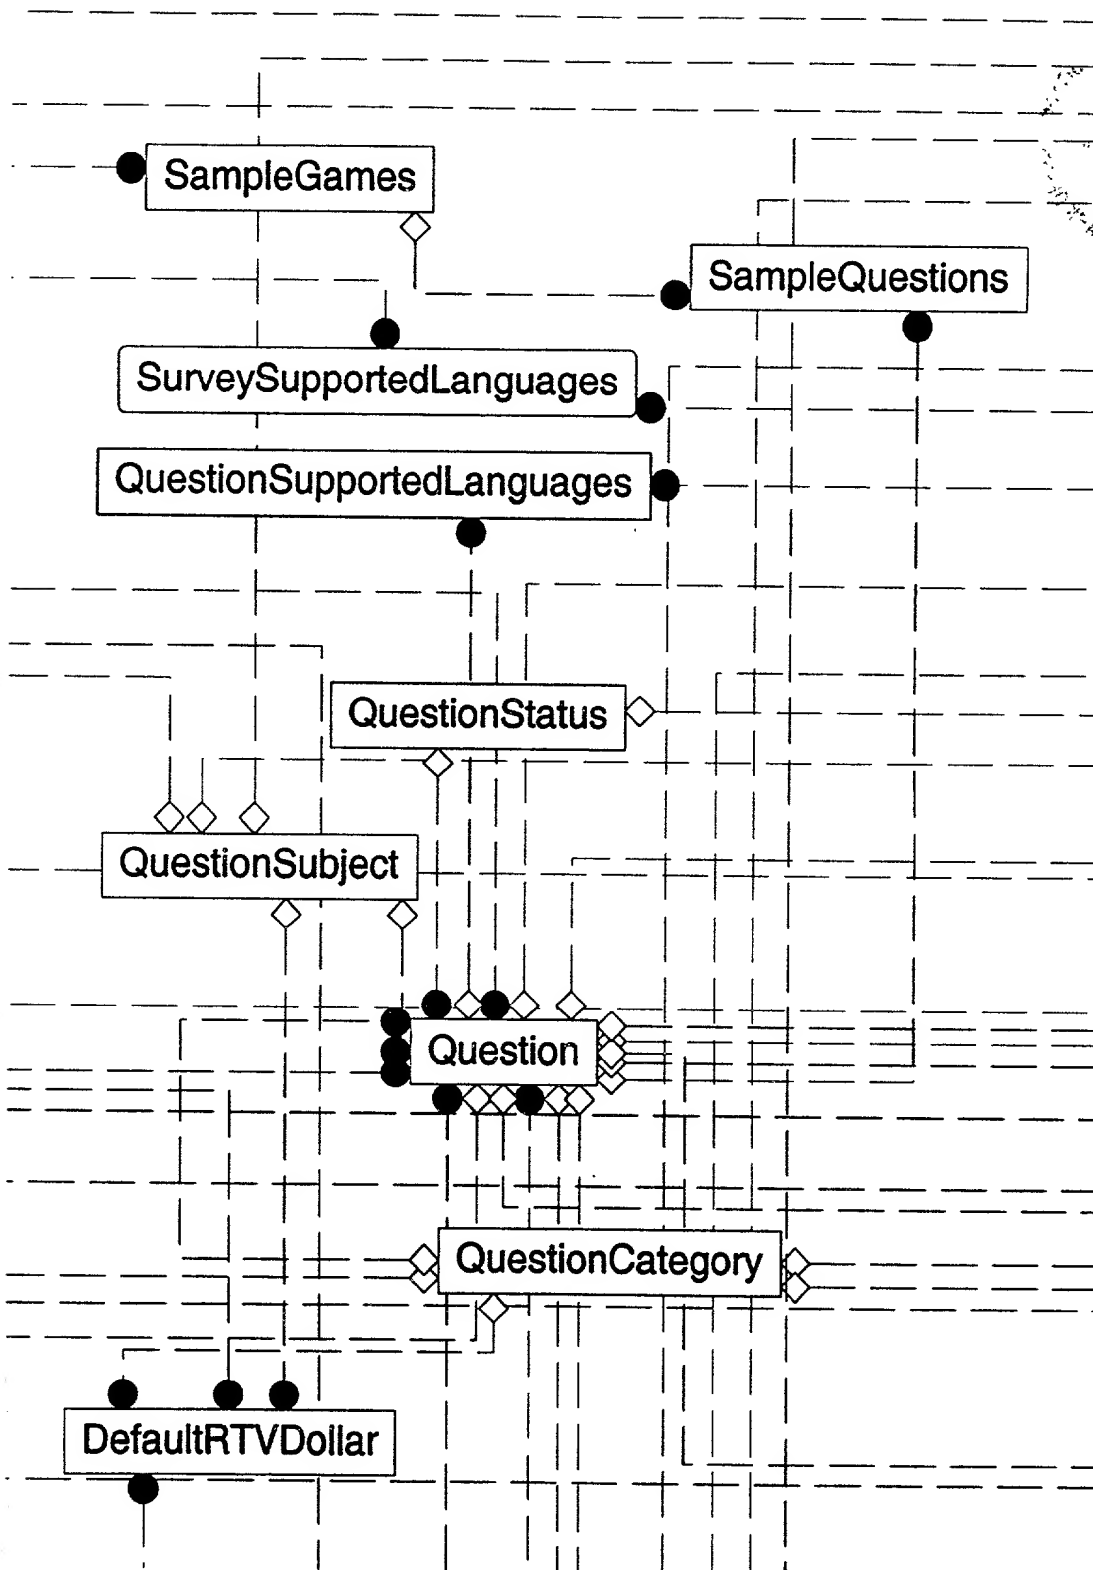 SampleGames
SampleQuestions
SurveySupportedLanguages
QuestionSupportedLanguages
QuestionStatus
QuestionSubject
Question
QuestionCategory
DefaultRTVDollar